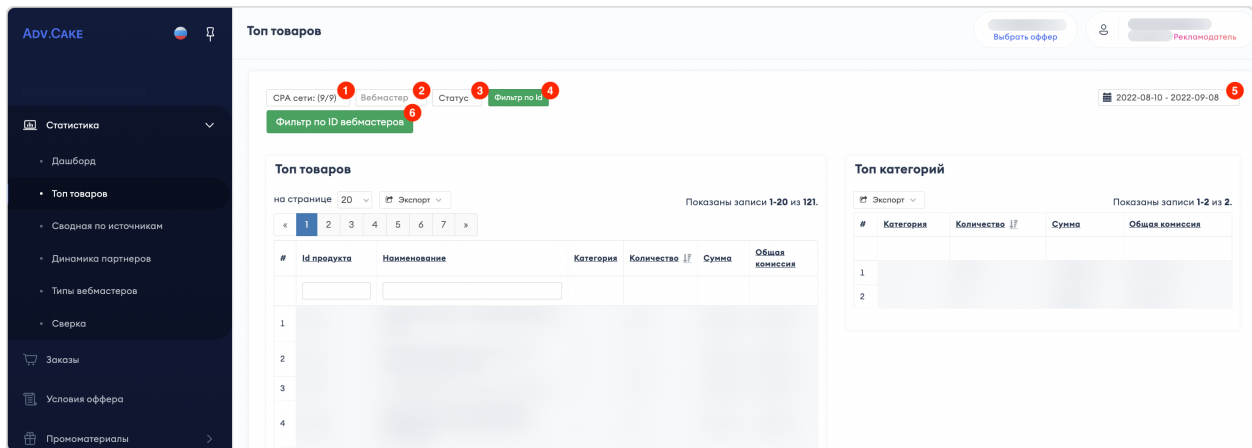 ADV.CAKE
Топ товаров
Выбрать оффер
Рекламодатель
1
2
3
4
5
CPA сети: (9/9)
Вебмастер
Статус
Фильтр по Id
2022-08-10 - 2022-09-08
6
Фильтр по ID вебмастеров
Статистика
Дашборд
Топ товаров
Сводная по источникам
Динамика партнеров
Типы вебмастеров
Сверка
Заказы
Условия оффера
Промоматериалы
Топ товаров
на странице 20 Экспорт
Показаны записи 1-20 из 121.
« 1 2 3 4 5 6 7 »
# Id продукта Наименование Категория Количество Сумма Общая комиссия
1
2
3
4
Топ категорий
Экспорт
Показаны записи 1-2 из 2.
# Категория Количество Сумма Общая комиссия
1
2